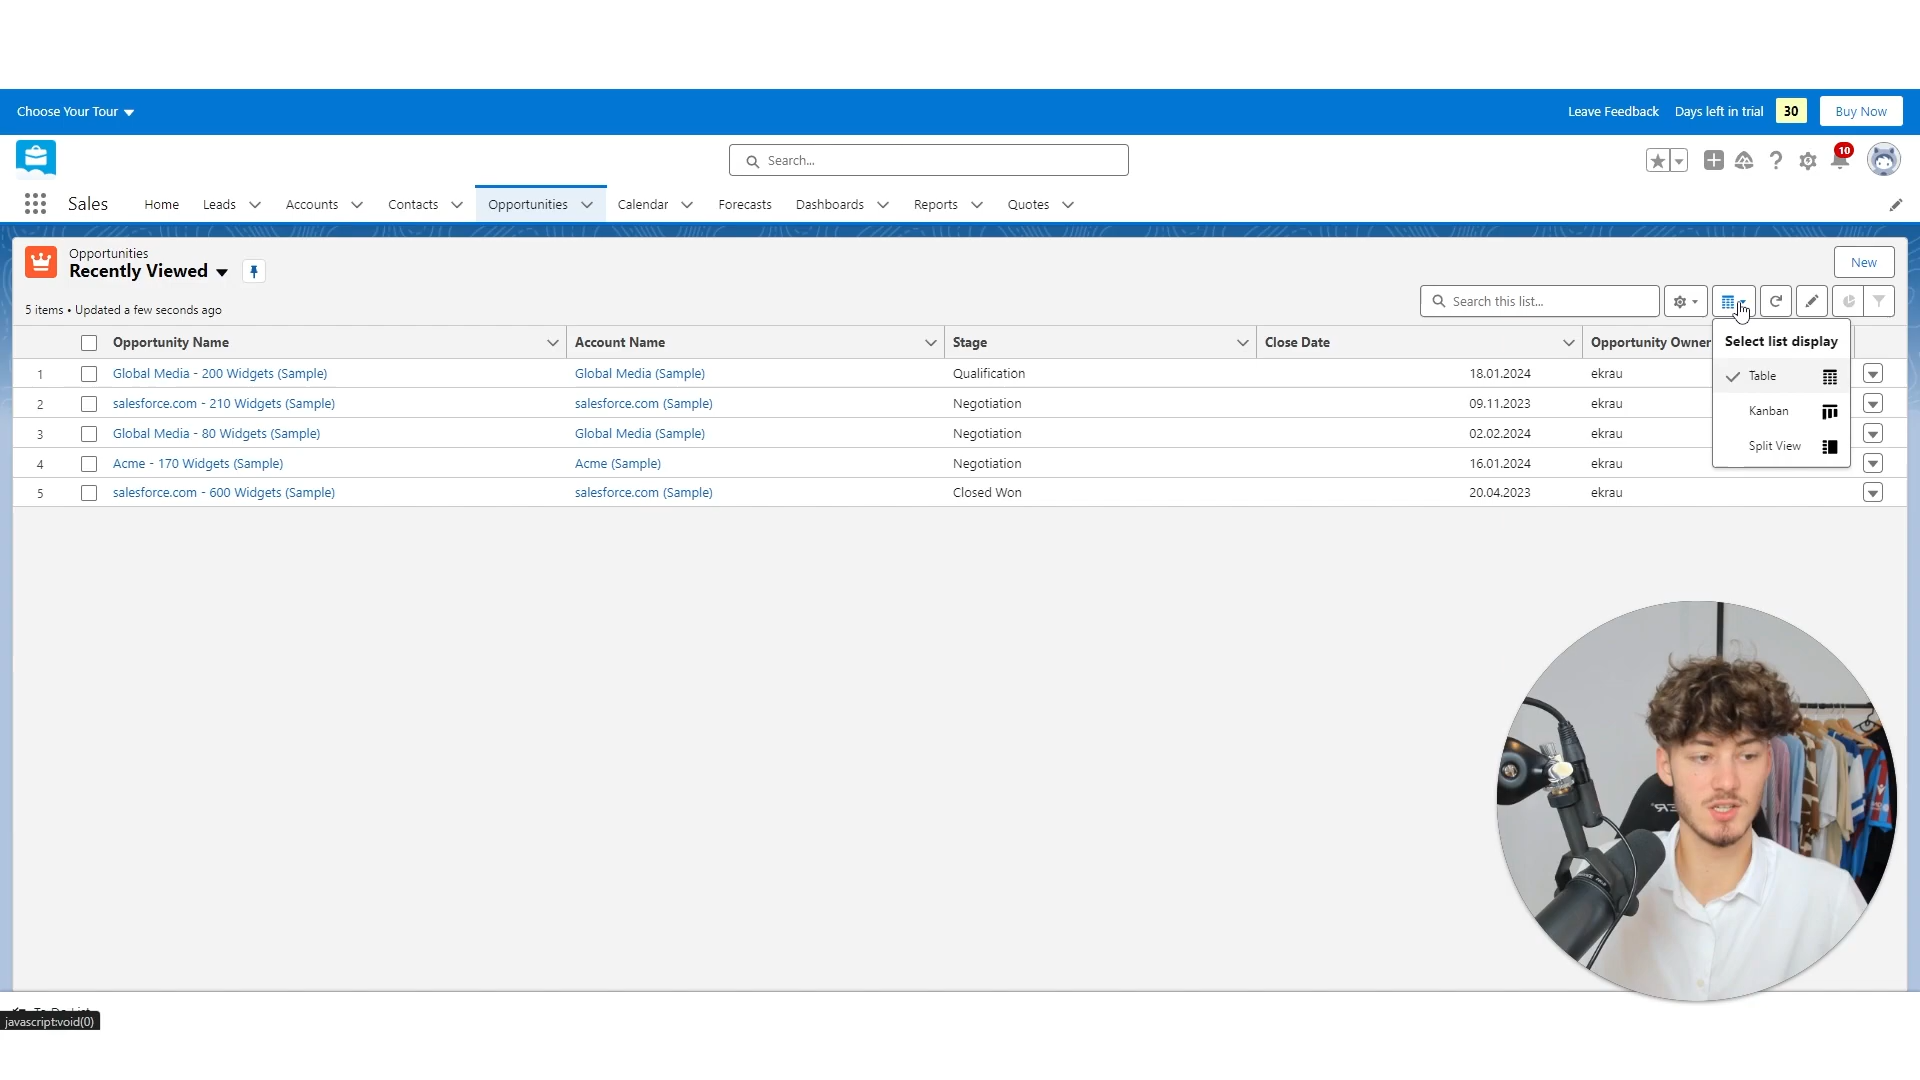 Choose Your Tour
Leave Feedback Days left in trial 30 Buy Now
Search...
10
Sales Home Leads Accounts Contacts Opportunities Calendar Forecasts Dashboards Reports Quotes
Opportunities
Recently Viewed
New
5 items • Updated a few seconds ago
Search this list...
Opportunity Name Account Name Stage Close Date Opportunity Owner
Select list display
Table
Kanban
Split View
1 Global Media - 200 Widgets (Sample) Global Media (Sample) Qualification 18.01.2024 ekrau
2 salesforce.com - 210 Widgets (Sample) salesforce.com (Sample) Negotiation 09.11.2023 ekrau
3 Global Media - 80 Widgets (Sample) Global Media (Sample) Negotiation 02.02.2024 ekrau
4 Acme - 170 Widgets (Sample) Acme (Sample) Negotiation 16.01.2024 ekrau
5 salesforce.com - 600 Widgets (Sample) salesforce.com (Sample) Closed Won 20.04.2023 ekrau
To Do List
javascript:void(0)